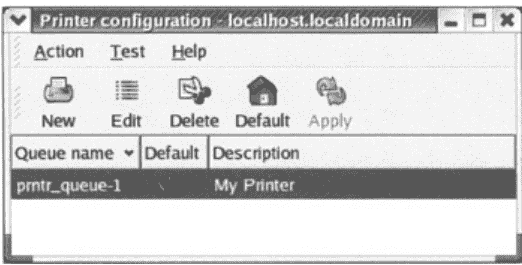 Printer configuration - localhost.localdomain
Action Test Help
New Edit Delete Default Apply
Queue name Default Description
prntr_queue-1 My Printer